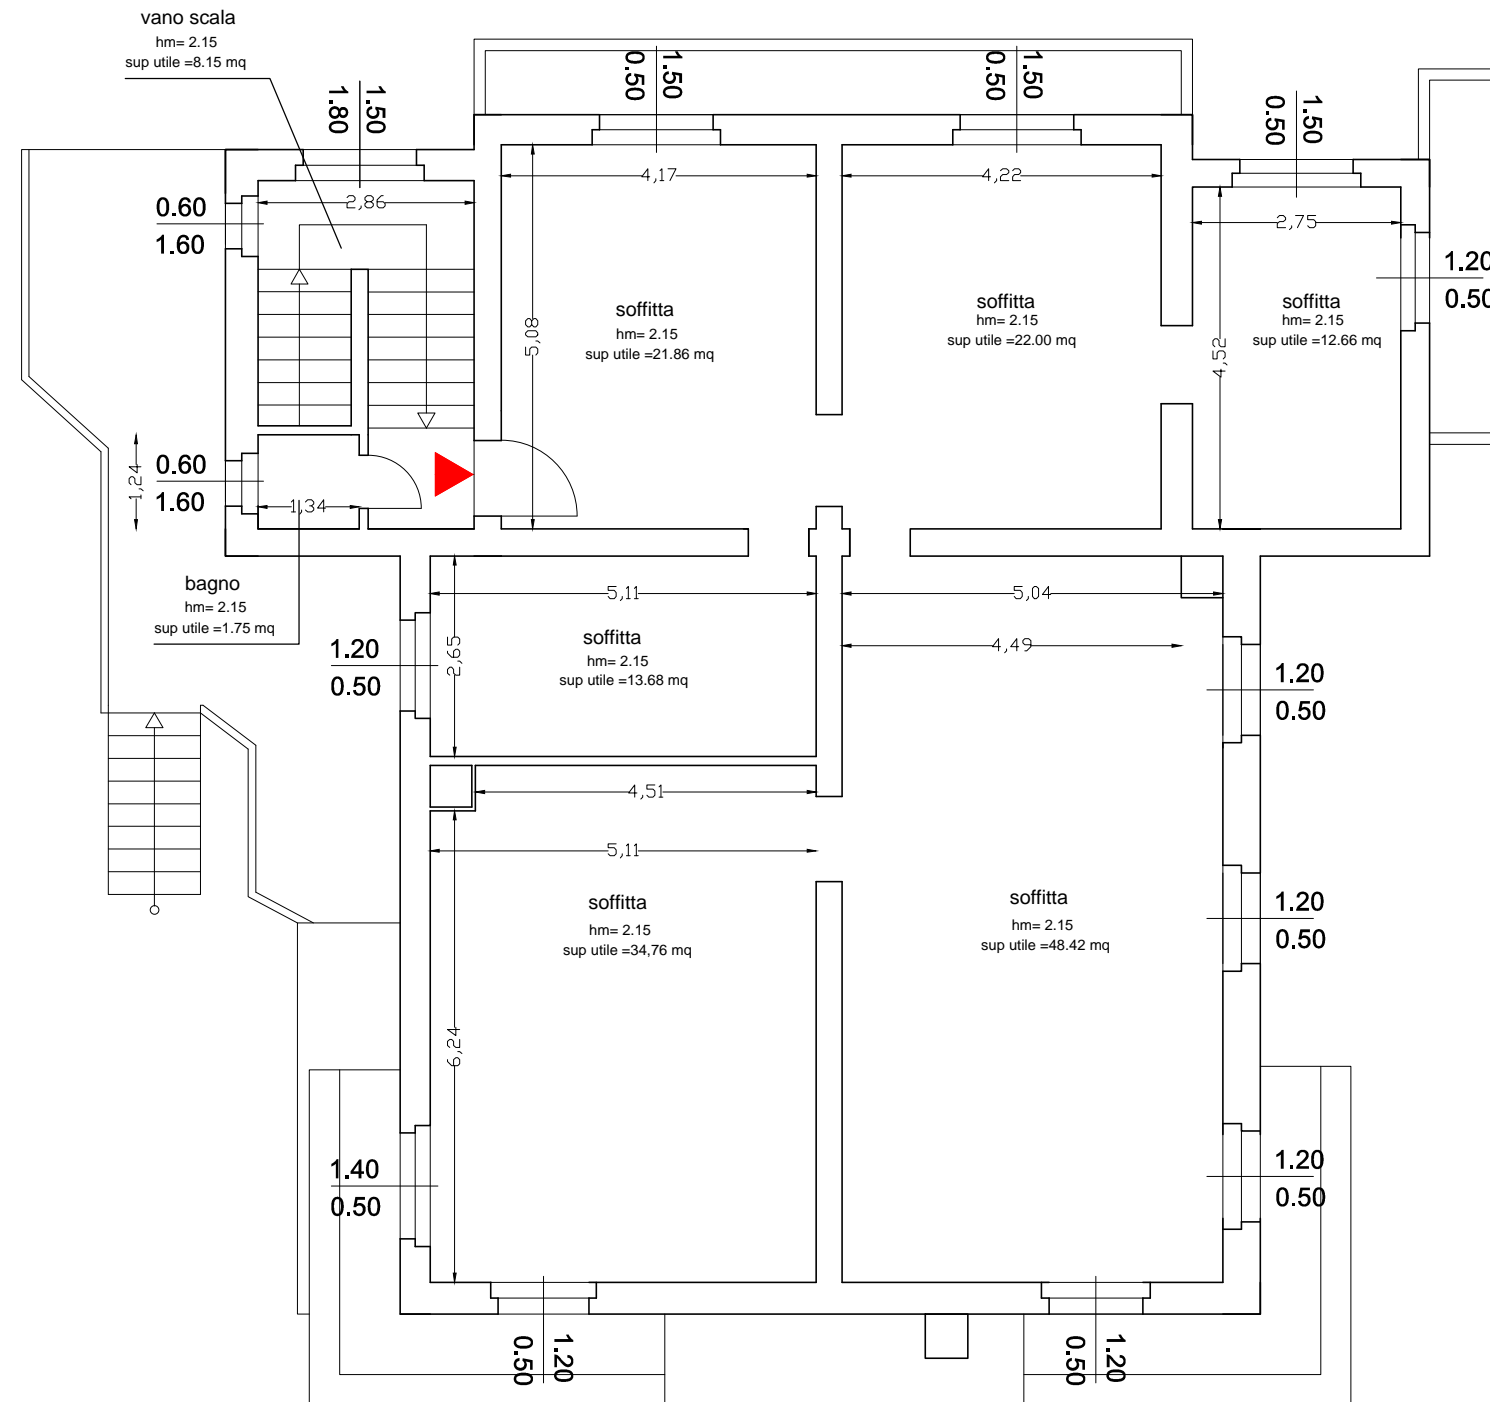 vano scala
hm= 2.15
sup utile =8.15 mq
1.50
1.80
1.50
0.50
1.50
0.50
1.50
0.50
0.60
1.60
2,86
4,17
4,22
2,75
1.20
0.50
soffitta
hm= 2.15
sup utile =21.86 mq
5,08
soffitta
hm= 2.15
sup utile =22.00 mq
4,52
soffitta
hm= 2.15
sup utile =12.66 mq
1,24
0.60
1.60
1,34
bagno
hm= 2.15
sup utile =1.75 mq
5,11
5,04
1.20
0.50
2,65
soffitta
hm= 2.15
sup utile =13.68 mq
4,49
1.20
0.50
4,51
5,11
soffitta
hm= 2.15
sup utile =34,76 mq
soffitta
hm= 2.15
sup utile =48.42 mq
1.20
0.50
6,24
1.40
0.50
1.20
0.50
1.20
0.50
1.20
0.50